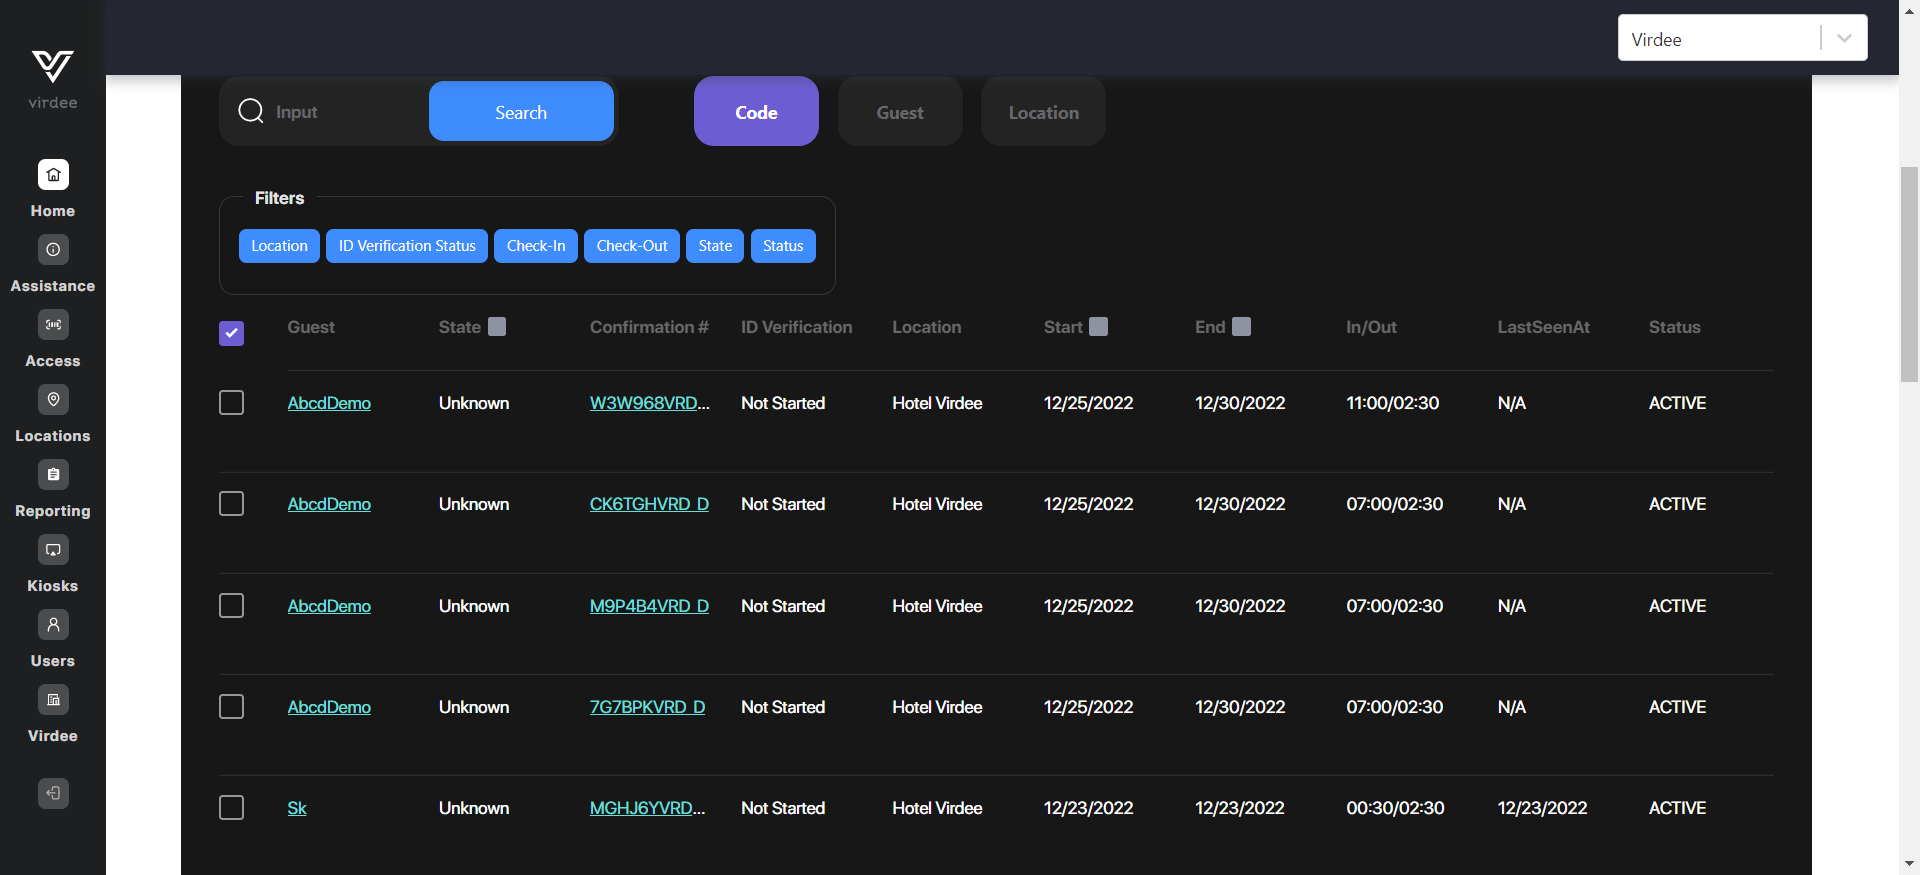 Virdee
virdee
Input Search Code Guest Location
Home
Filters
Location ID Verification Status Check-In Check-Out State Status
Assistance
Guest State Confirmation # ID Verification Location Start End In/Out LastSeenAt Status
Access
AbcdDemo Unknown W3W968VRD... Not Started Hotel Virdee 12/25/2022 12/30/2022 11:00/02:30 N/A ACTIVE
Locations
AbcdDemo Unknown CK6TGHVRD_D Not Started Hotel Virdee 12/25/2022 12/30/2022 07:00/02:30 N/A ACTIVE
Reporting
Kiosks
AbcdDemo Unknown M9P4B4VRD_D Not Started Hotel Virdee 12/25/2022 12/30/2022 07:00/02:30 N/A ACTIVE
Users
AbcdDemo Unknown 7G7BPKVRD_D Not Started Hotel Virdee 12/25/2022 12/30/2022 07:00/02:30 N/A ACTIVE
Virdee
Sk Unknown MGHJ6YVRD... Not Started Hotel Virdee 12/23/2022 12/23/2022 00:30/02:30 12/23/2022 ACTIVE